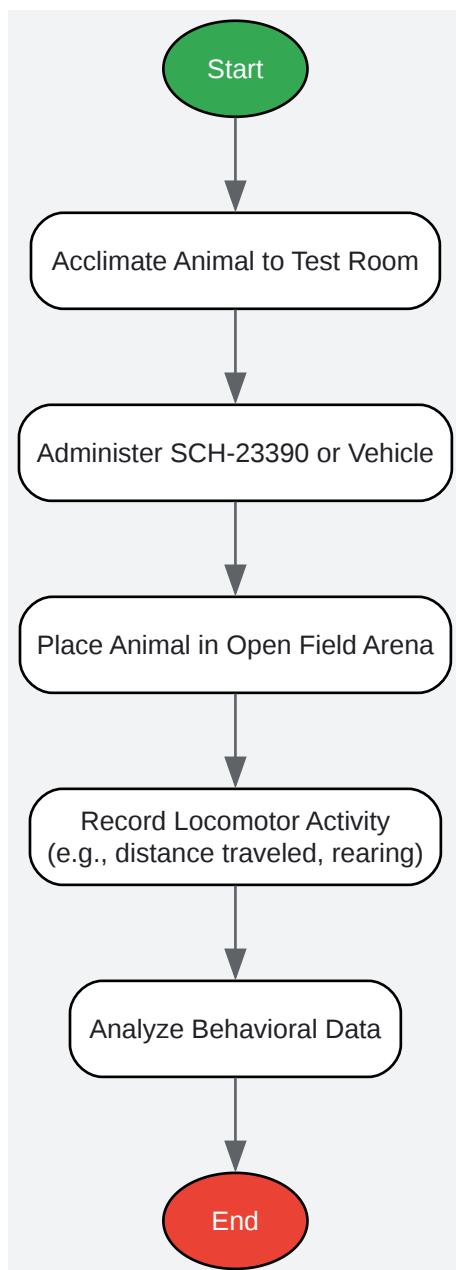 Start
Acclimate Animal to Test Room
Administer SCH-23390 or Vehicle
Place Animal in Open Field Arena
Record Locomotor Activity
(e.g., distance traveled, rearing)
Analyze Behavioral Data
End